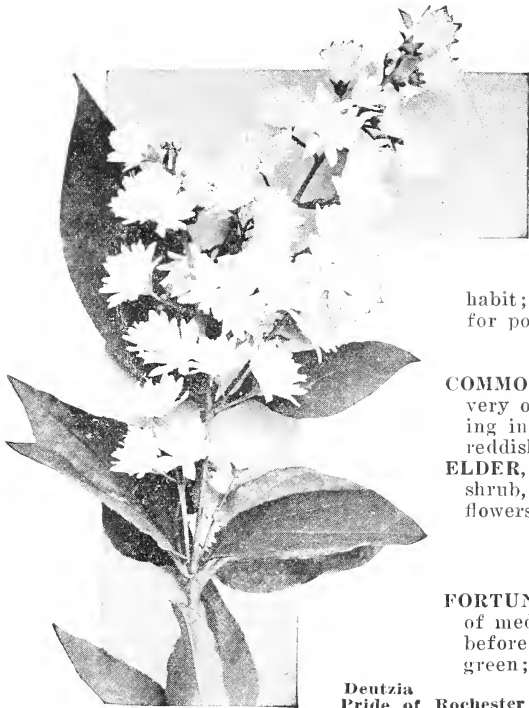 habit;
for po
COMMO
very o
ing in
reddish
ELDER,
shrub,
flowers
FORTUN
of med
before
green;
Deutzia
Pride of Rochester